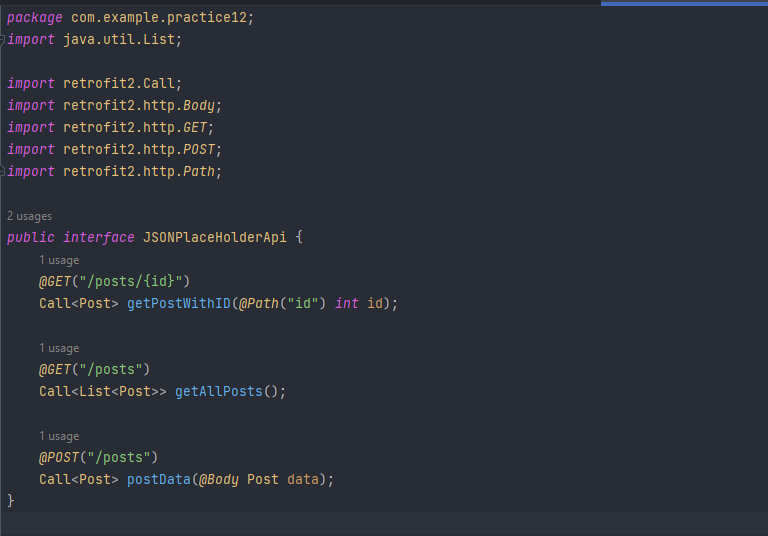 package com.example.practice12;
import java.util.List;
import retrofit2.Call;
import retrofit2.http.Body;
import retrofit2.http.GET;
import retrofit2.http.POST;
import retrofit2.http.Path;
2 usages
public interface JSONPlaceHolderApi {
1 usage
@GET("/posts/{id}")
Call<Post> getPostWithID(@Path("id") int id);
1 usage
@GET("/posts")
Call<List<Post>> getAllPosts();
1 usage
@POST("/posts")
Call<Post> postData(@Body Post data);
}